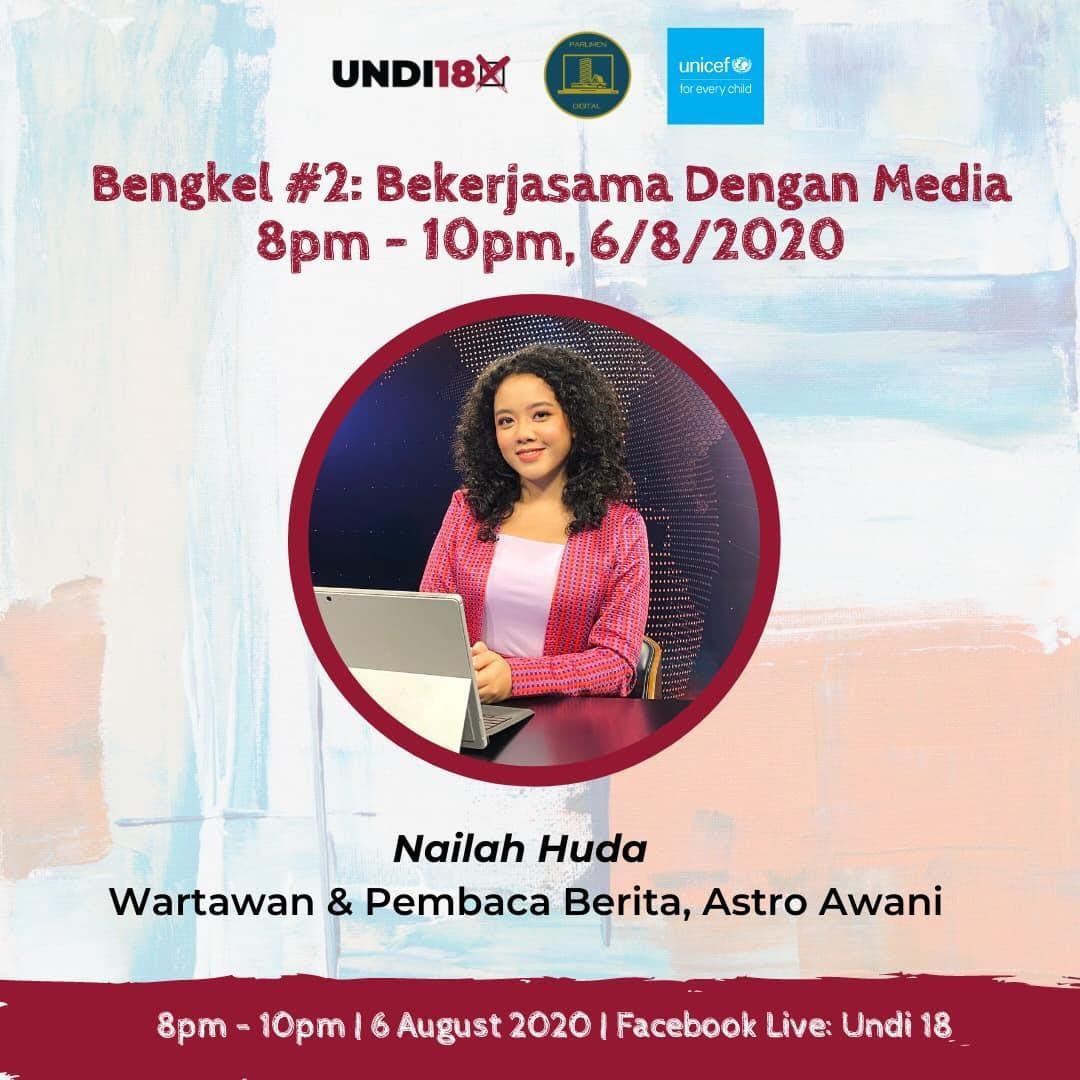 UNDI18
PARLIMEN
DIGITAL
unicef
for every child
Bengkel #2: Bekerjasama Dengan Media
8pm - 10pm, 6/8/2020
Nailah Huda
Wartawan & Pembaca Berita, Astro Awani
8pm - 10pm | 6 August 2020 | Facebook Live: Undi 18